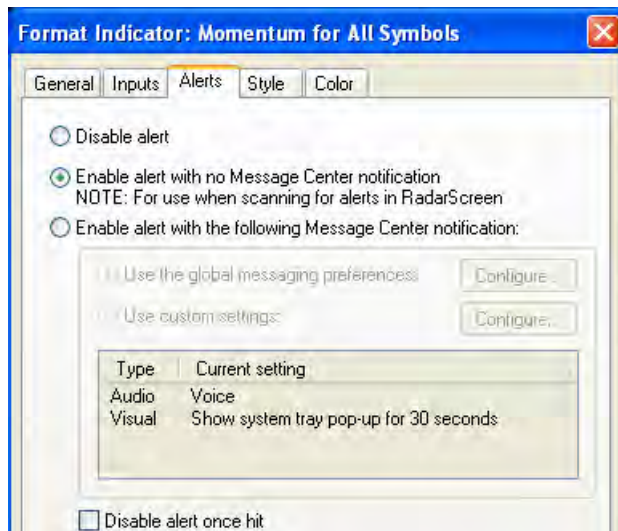 Format Indicator: Momentum for All Symbols
General Inputs Alerts Style Color
Disable alert
Enable alert with no Message Center notification
NOTE: For use when scanning for alerts in RadarScreen
Enable alert with the following Message Center notification:
Use the global messaging preferences: Configure...
Use custom settings: Configure...
Type Current setting
Audio Voice
Visual Show system tray pop-up for 30 seconds
Disable alert once hit